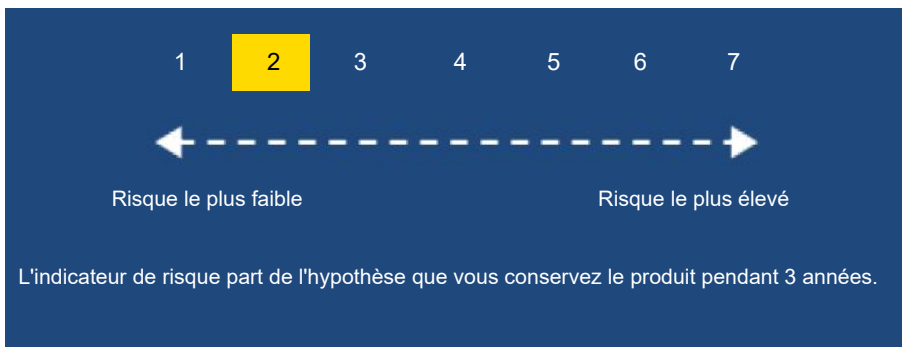 1 2 3 4 5 6 7
Risque le plus faible Risque le plus élevé
L'indicateur de risque part de l'hypothèse que vous conservez le produit pendant 3 années.